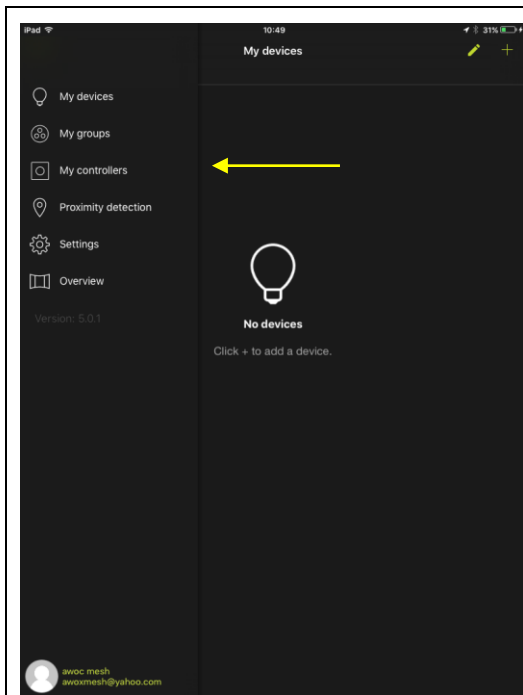 iPad
10:49
31%
My devices
My devices
My groups
My controllers
Proximity detection
Settings
Overview
Version: 5.0.1
No devices
Click + to add a device.
awoc mesh
awoxmesh@yahoo.com